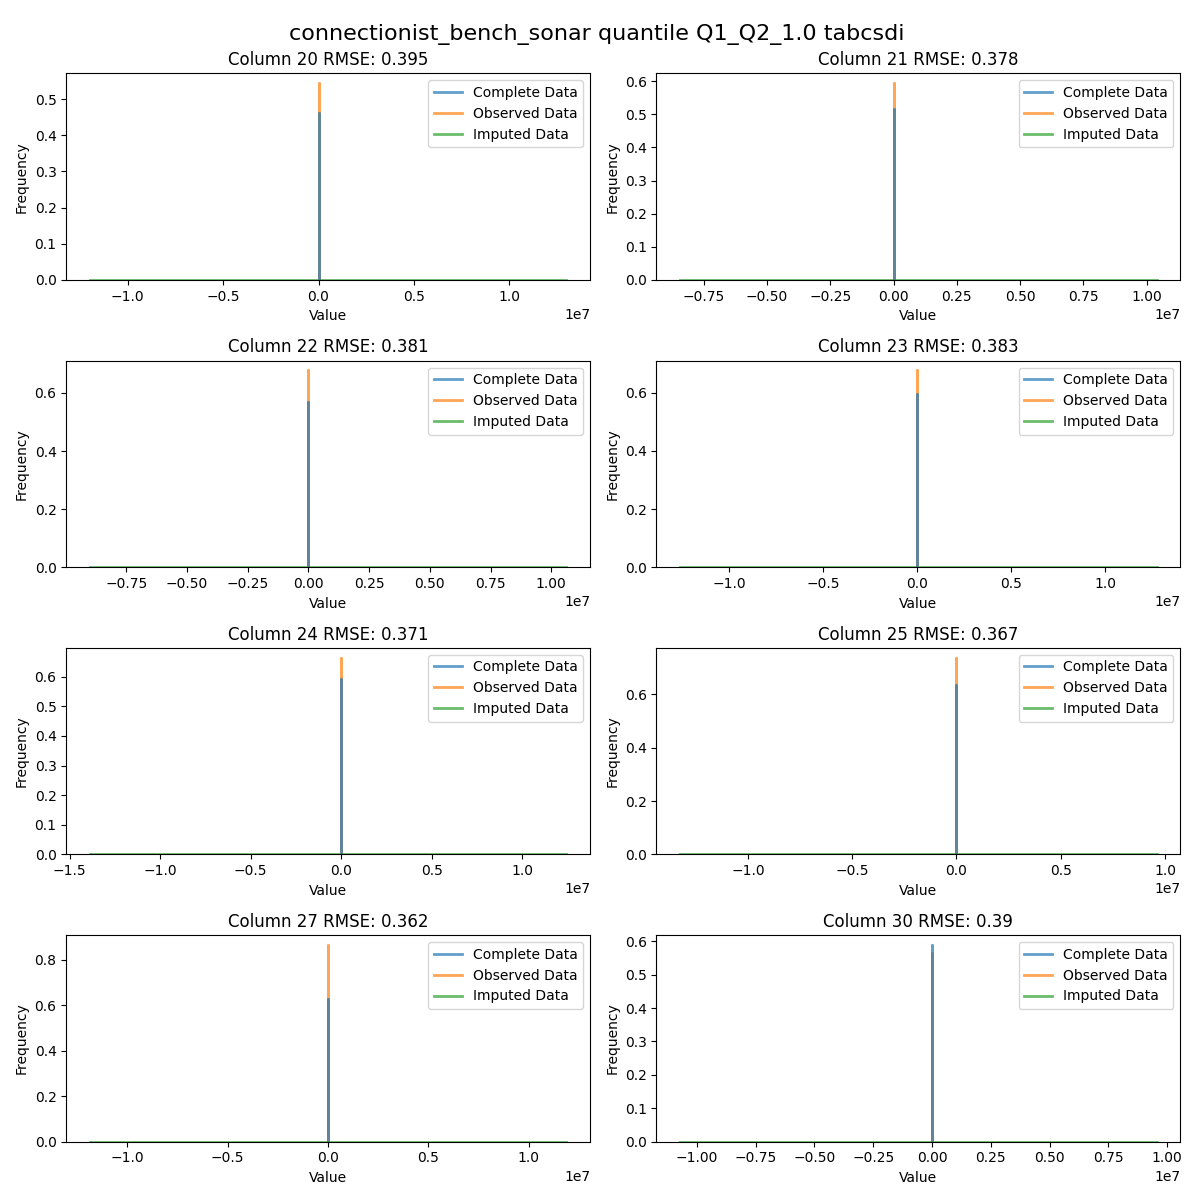 connectionist_bench_sonar quantile Q1_Q2_1.0 tabcsdi
Column 20 RMSE: 0.395
Frequency
0.5
0.4
0.3
0.2
0.1
0.0
Complete Data
Observed Data
Imputed Data
−1.0 −0.5 0.0 0.5 1.0
Value
1e7
Column 21 RMSE: 0.378
Frequency
0.6
0.5
0.4
0.3
0.2
0.1
0.0
Complete Data
Observed Data
Imputed Data
−0.75 −0.50 −0.25 0.00 0.25 0.50 0.75 1.00
Value
1e7
Column 22 RMSE: 0.381
Frequency
0.6
0.4
0.2
0.0
Complete Data
Observed Data
Imputed Data
−0.75 −0.50 −0.25 0.00 0.25 0.50 0.75 1.00
Value
1e7
Column 23 RMSE: 0.383
Frequency
0.6
0.4
0.2
0.0
Complete Data
Observed Data
Imputed Data
−1.0 −0.5 0.0 0.5 1.0
Value
1e7
Column 24 RMSE: 0.371
Frequency
0.6
0.5
0.4
0.3
0.2
0.1
0.0
Complete Data
Observed Data
Imputed Data
−1.5 −1.0 −0.5 0.0 0.5 1.0
Value
1e7
Column 25 RMSE: 0.367
Frequency
0.6
0.4
0.2
0.0
Complete Data
Observed Data
Imputed Data
−1.0 −0.5 0.0 0.5 1.0
Value
1e7
Column 27 RMSE: 0.362
Frequency
0.8
0.6
0.4
0.2
0.0
Complete Data
Observed Data
Imputed Data
−1.0 −0.5 0.0 0.5 1.0
Value
1e7
Column 30 RMSE: 0.39
Frequency
0.6
0.5
0.4
0.3
0.2
0.1
0.0
Complete Data
Observed Data
Imputed Data
−1.00 −0.75 −0.50 −0.25 0.00 0.25 0.50 0.75 1.00
Value
1e7